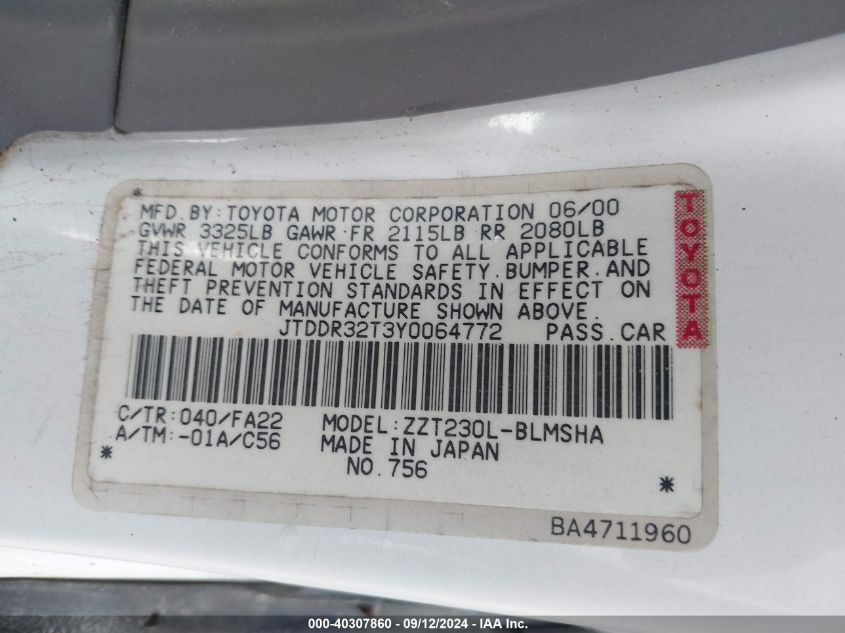 MFD.BY:TOYOTA MOTOR CORPORATION 06/00
GVWR 3325LB GAWR FR 2115LB RR 2080LB
THIS VEHICLE CONFORMS TO ALL APPLICABLE
FEDERAL MOTOR VEHICLE SAFETY.BUMPER.AND
THEFT PREVENTION STANDARDS IN EFFECT ON
THE DATE OF MANUFACTURE SHOWN ABOVE.
JTDDR32T3Y0064772 PASS.CAR
TOYOTA
C/TR:040/FA22 MODEL:ZZT230L-BLMSHA
A/TM:-01A/C56 MADE IN JAPAN
NO.756
BA4711960
000-40307860 - 09/12/2024 - © IAA, Inc.